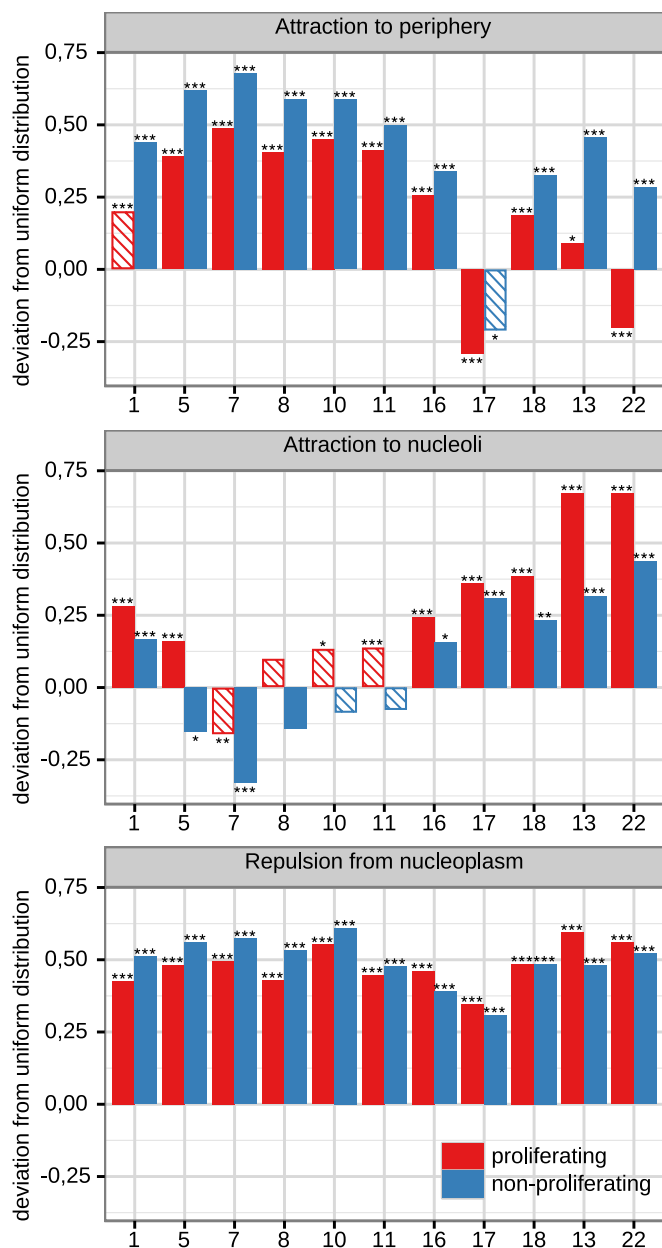 Attraction to periphery
deviation from uniform distribution
0,75
0,50
0,25
0,00
-0,25
*** *** *** *** *** *** *** *** *** *** *** *** *** *** *** * *** *** * *** *** ***
1 5 7 8 10 11 16 17 18 13 22
Attraction to nucleoli
deviation from uniform distribution
0,75
0,50
0,25
0,00
-0,25
*** *** *** * ** *** * *** *** * *** *** *** ** *** *** *** ***
1 5 7 8 10 11 16 17 18 13 22
Repulsion from nucleoplasm
deviation from uniform distribution
0,75
0,50
0,25
0,00
-0,25
*** *** *** *** *** *** *** *** *** *** *** *** *** *** *** *** *** *** *** *** *** ***
proliferating
non-proliferating
1 5 7 8 10 11 16 17 18 13 22